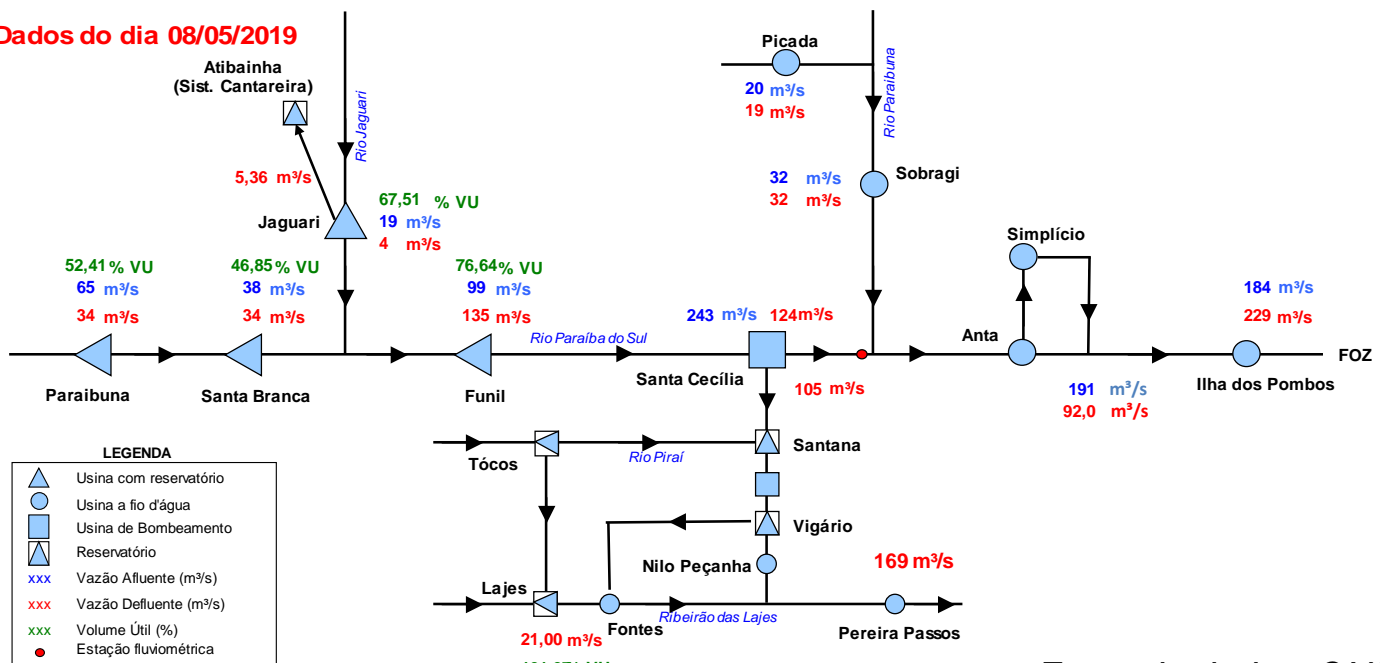 Dados do dia 08/05/2019
Atibainha
(Sist. Cantareira)
Rio Jaguari
5,36 m³/s
Jaguari
67,51 % VU
19 m³/s
4 m³/s
Picada
20 m³/s
19 m³/s
Rio Paraibuna
32 m³/s
32 m³/s
Sobragi
Simplício
52,41 % VU
65 m³/s
34 m³/s
Paraibuna
46,85 % VU
38 m³/s
34 m³/s
Santa Branca
76,64 % VU
99 m³/s
135 m³/s
Funil
Rio Paraíba do Sul
243 m³/s 124 m³/s
Santa Cecília
105 m³/s
Anta
191 m³/s
92,0 m³/s
184 m³/s
229 m³/s
Ilha dos Pombos
FOZ
Tócos
Rio Piraí
Santana
Vigário
Nilo Peçanha
169 m³/s
Lajes
21,00 m³/s
Fontes
Ribeirão das Lajes
Pereira Passos
LEGENDA
Usina com reservatório
Usina a fio d'água
Usina de Bombeamento
Reservatório
xxx Vazão Afluente (m³/s)
xxx Vazão Defluente (m³/s)
xxx Volume Útil (%)
Estação fluviométrica